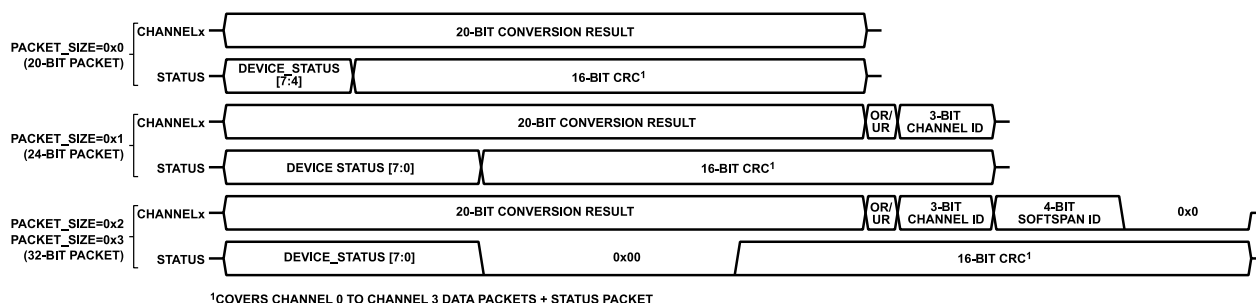 PACKET_SIZE=0x0
(20-BIT PACKET)
CHANNELx
20-BIT CONVERSION RESULT
STATUS
DEVICE_STATUS
[7:4]
16-BIT CRC¹
PACKET_SIZE=0x1
(24-BIT PACKET)
CHANNELx
20-BIT CONVERSION RESULT
OR/
UR
3-BIT
CHANNEL ID
STATUS
DEVICE STATUS [7:0]
16-BIT CRC¹
PACKET_SIZE=0x2
PACKET_SIZE=0x3
(32-BIT PACKET)
CHANNELx
20-BIT CONVERSION RESULT
OR/
UR
3-BIT
CHANNEL ID
4-BIT
SOFTSPAN ID
0x0
STATUS
DEVICE_STATUS [7:0]
0x00
16-BIT CRC¹
¹COVERS CHANNEL 0 TO CHANNEL 3 DATA PACKETS + STATUS PACKET